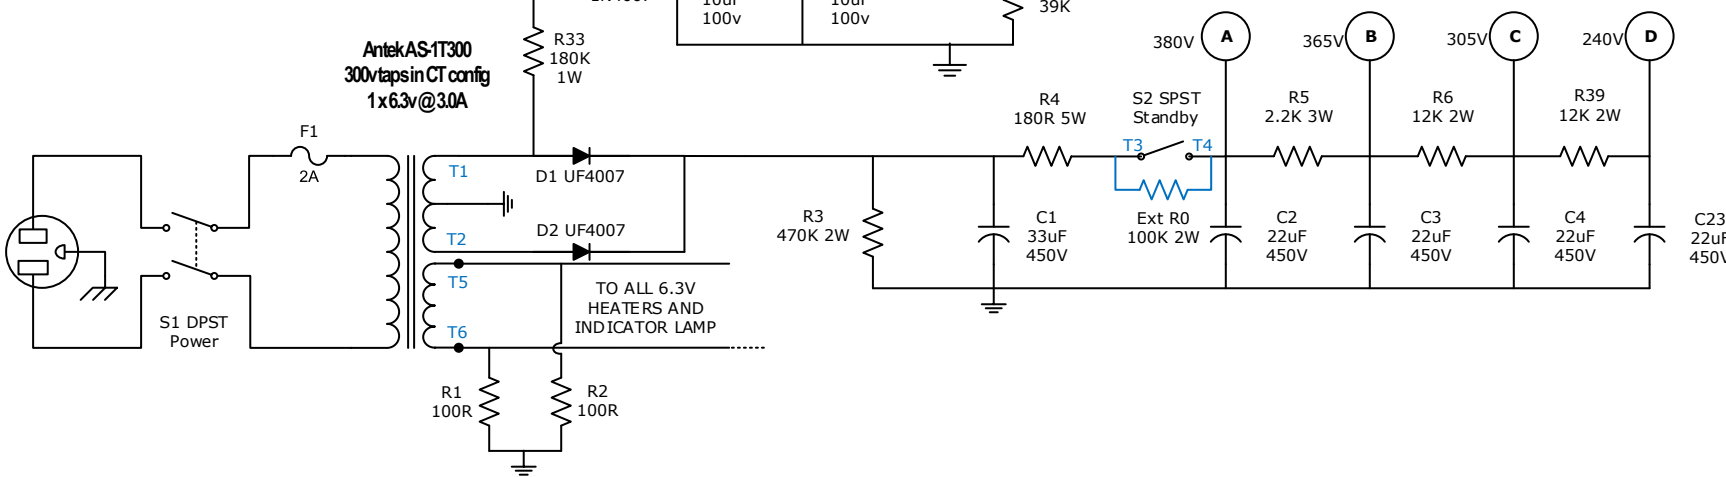 10uF
100v
10uF
100v
39K
R33
180K
1W
Antek AS-1T300
300v taps in CT config
1 x 6.3v @ 3.0A
F1
2A
S1 DPST
Power
T1
T2
T5
T6
D1 UF4007
D2 UF4007
TO ALL 6.3V
HEATERS AND
INDICATOR LAMP
R1
100R
R2
100R
R3
470K 2W
C1
33uF
450V
R4
180R 5W
S2 SPST
Standby
T3
T4
Ext R0
100K 2W
380V
A
R5
2.2K 3W
C2
22uF
450V
365V
B
R6
12K 2W
C3
22uF
450V
305V
C
R39
12K 2W
C4
22uF
450V
240V
D
C23
22uF
450V